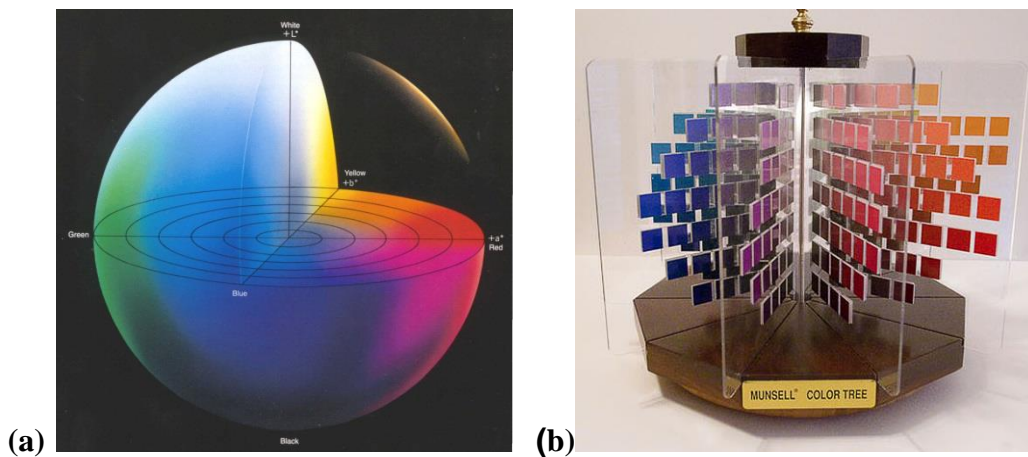 White
+L*
Yellow
+b*
Green
+a*
Red
Blue
Black
MUNSELL® COLOR TREE
(a)
(b)